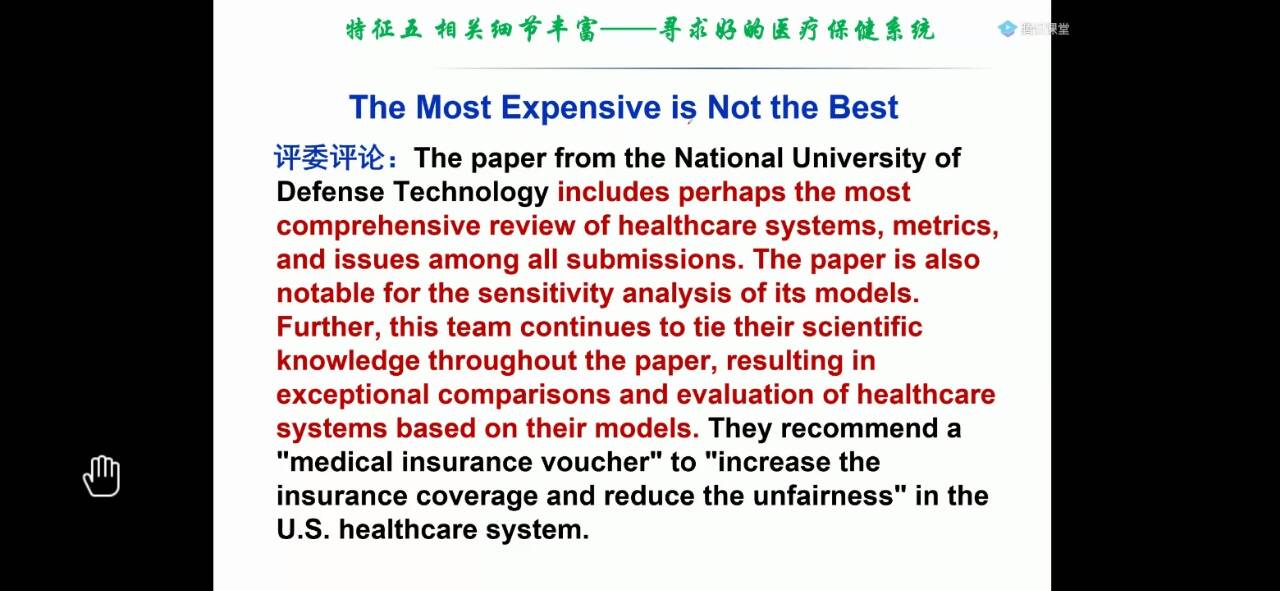 特征五 相关细节丰富——寻求好的医疗保健系统
腾讯课堂
The Most Expensive is Not the Best
评委评论：The paper from the National University of
Defense Technology includes perhaps the most
comprehensive review of healthcare systems, metrics,
and issues among all submissions. The paper is also
notable for the sensitivity analysis of its models.
Further, this team continues to tie their scientific
knowledge throughout the paper, resulting in
exceptional comparisons and evaluation of healthcare
systems based on their models. They recommend a
"medical insurance voucher" to "increase the
insurance coverage and reduce the unfairness" in the
U.S. healthcare system.